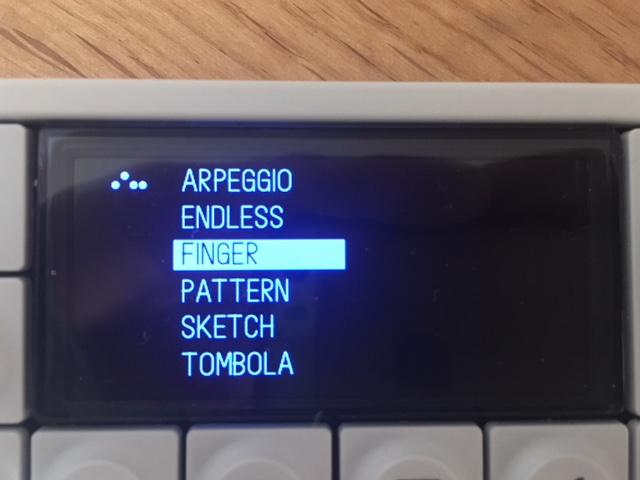 ARPEGGIO
ENDLESS
FINGER
PATTERN
SKETCH
TOMBOLA